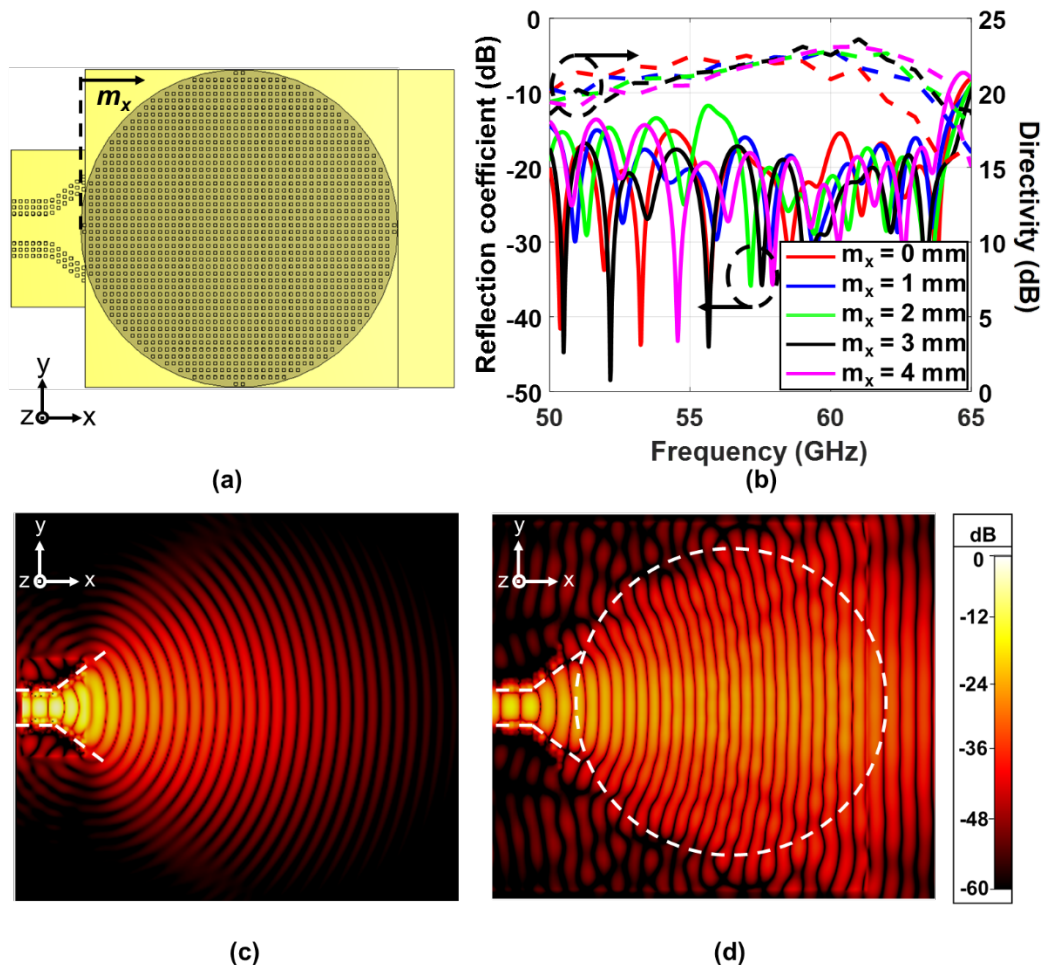 m_x
y
z
x
(a)
Reflection coefficient (dB)
0
-10
-20
-30
-40
-50
25
20
15
10
5
0
Directivity (dB)
m_x = 0 mm
m_x = 1 mm
m_x = 2 mm
m_x = 3 mm
m_x = 4 mm
50
55
60
65
Frequency (GHz)
(b)
y
z
x
(c)
y
z
x
(d)
dB
0
-12
-24
-36
-48
-60